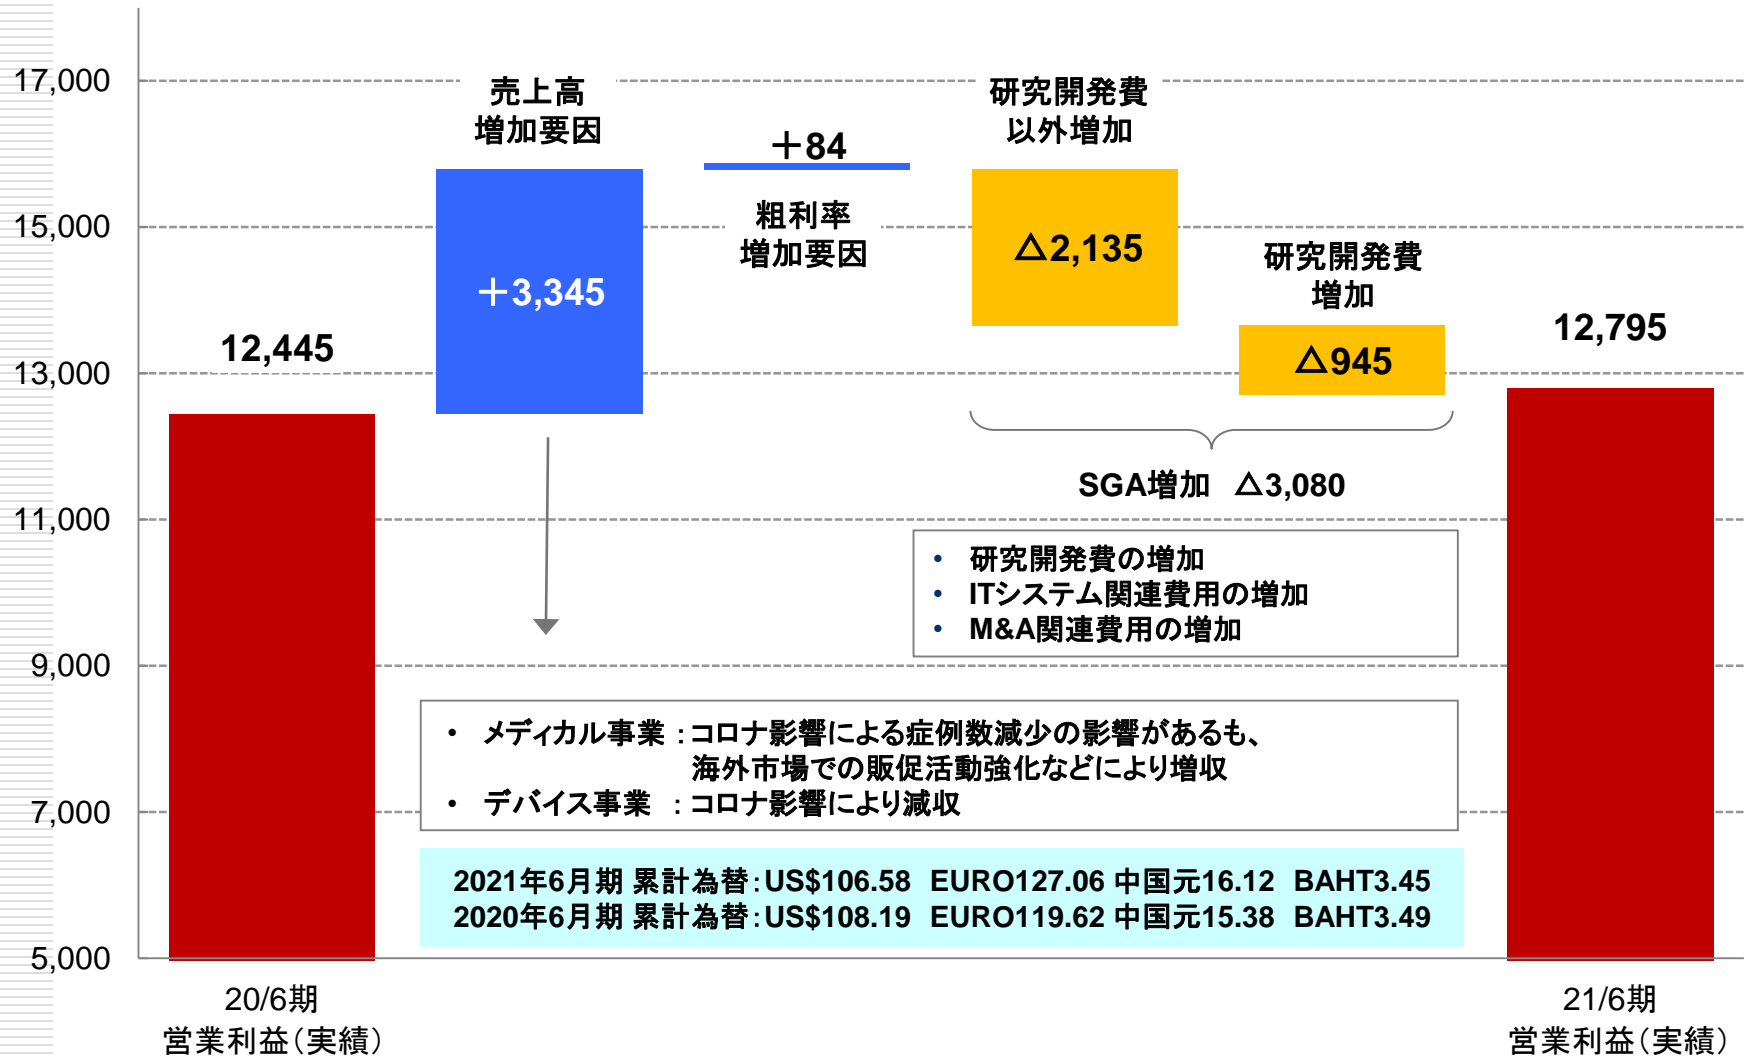 17,000
15,000
13,000
11,000
9,000
7,000
5,000
12,445
売上高
増加要因
＋3,345
＋84
粗利率
増加要因
研究開発費
以外増加
△2,135
研究開発費
増加
△945
12,795
SGA増加 △3,080
• 研究開発費の増加
• ITシステム関連費用の増加
• M&A関連費用の増加
• メディカル事業：コロナ影響による症例数減少の影響があるも、
海外市場での販促活動強化などにより増収
• デバイス事業 ：コロナ影響により減収
2021年6月期 累計為替：US$106.58 EURO127.06 中国元16.12 BAHT3.45
2020年6月期 累計為替：US$108.19 EURO119.62 中国元15.38 BAHT3.49
20/6期
営業利益（実績）
21/6期
営業利益（実績）